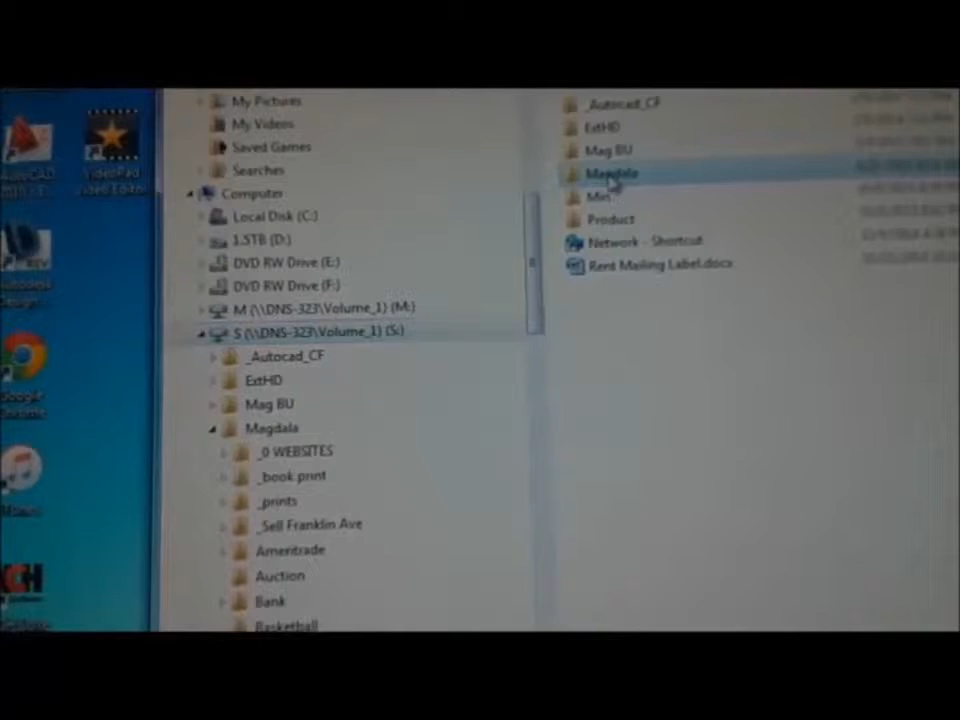 My Pictures
My Videos
Saved Games
Searches
Computer
Local Disk (C:)
1.5TB (D:)
DVD RW Drive (E:)
DVD RW Drive (F:)
M (\\DNS-323\Volume_1) (M:)
S (\\DNS-323\Volume_1) (S:)
_Autocad_CF
ExtHD
Mag BU
Magdala
_0 WEBSITES
_book print
_prints
_Sell Franklin Ave
Ameritrade
Auction
Bank
Basketball
_Autocad_CF
ExtHD
Mag BU
Magdala
Product
Network - Shortcut
Rent Mailing Label.docx
AutoCAD
VideoPad
Video Editor
Autodesk
Design
Google
Chrome
iTunes